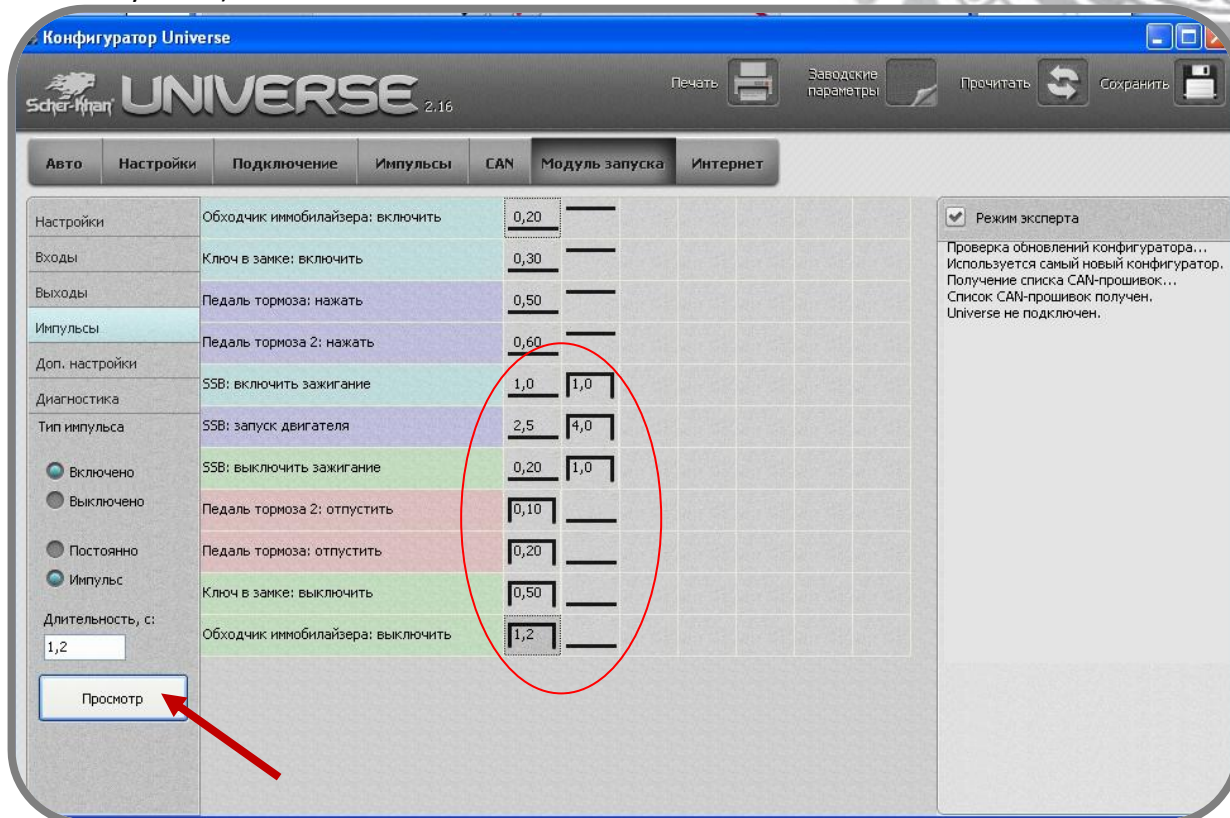 Конфигуратор Universe
Scher-Khan UNIVERSE 2.16
Печать
Заводские
параметры
Прочитать
Сохранить
Авто Настройки Подключение Импульсы CAN Модуль запуска Интернет
Настройки
Входы
Выходы
Импульсы
Доп. настройки
Диагностика
Тип импульса
Включено
Выключено
Постоянно
Импульс
Длительность, с:
1,2
Просмотр
Обходчик иммобилайзера: включить 0,20
Ключ в замке: включить 0,30
Педаль тормоза: нажать 0,50
Педаль тормоза 2: нажать 0,60
SSB: включить зажигание 1,0 1,0
SSB: запуск двигателя 2,5 4,0
SSB: выключить зажигание 0,20 1,0
Педаль тормоза 2: отпустить 0,10
Педаль тормоза: отпустить 0,20
Ключ в замке: выключить 0,50
Обходчик иммобилайзера: выключить 1,2
Режим эксперта
Проверка обновлений конфигуратора...
Используется самый новый конфигуратор.
Получение списка CAN-прошивок...
Список CAN-прошивок получен.
Universe не подключен.